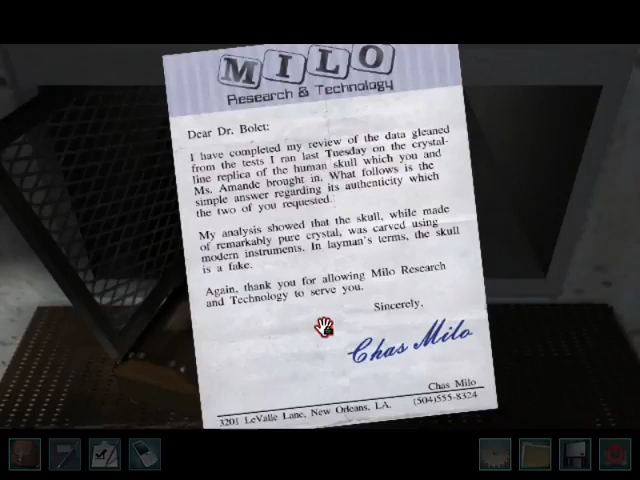 MILO
Research & Technology
Dear Dr. Bolet:
I have completed my review of the data gleaned
from the tests I ran last Tuesday on the crystal-
line replica of the human skull which you and
Ms. Amande brought in. What follows is the
simple answer regarding its authenticity which
the two of you requested.
My analysis showed that the skull, while made
of remarkably pure crystal, was carved using
modern instruments. In layman's terms, the skull
is a fake.
Again, thank you for allowing Milo Research
and Technology to serve you.
Sincerely,
Chas Milo
Chas Milo
3201 LeValle Lane, New Orleans, LA. (504)555-8324